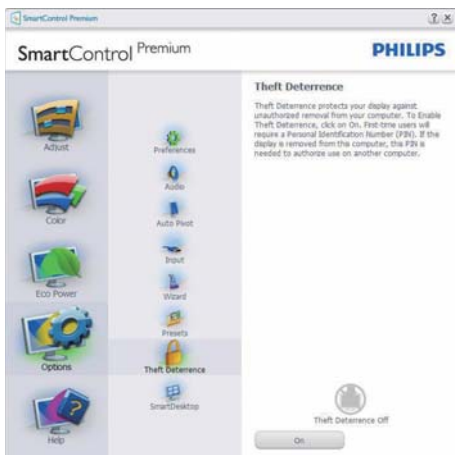 SmartControl Premium
SmartControl Premium
PHILIPS
Adjust
Color
Eco Power
Options
Help
Preferences
Audio
Auto Pivot
Input
Wizard
Presets
Theft Deterrence
SmartDesktop
Theft Deterrence
Theft Deterrence protects your display against
unauthorized removal from your computer. To Enable
Theft Deterrence, click on On. First-time users will
require a Personal Identification Number (PIN). If the
display is removed from this computer, this PIN is
needed to authorize use on another computer.
Theft Deterrence Off
On